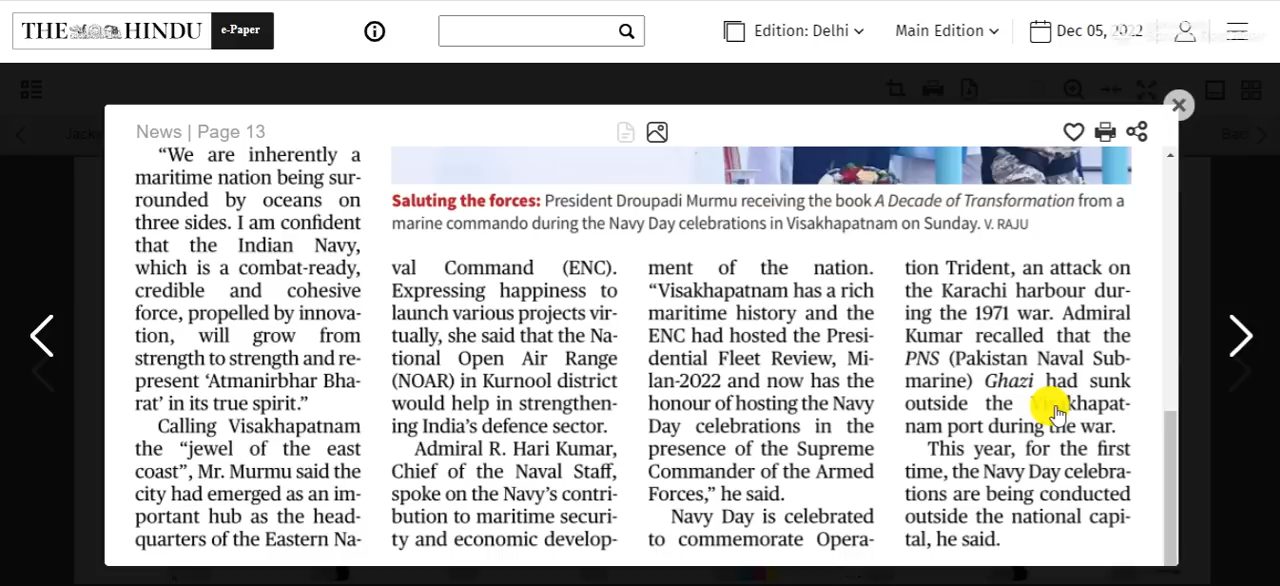 THE HINDU e-Paper
Edition: Delhi
Main Edition
Dec 05, 2022
News | Page 13
“We are inherently a
maritime nation being sur-
rounded by oceans on
three sides. I am confident
that the Indian Navy,
which is a combat-ready,
credible and cohesive
force, propelled by innova-
tion, will grow from
strength to strength and re-
present ‘Atmanirbhar Bha-
rat’ in its true spirit.”
Calling Visakhapatnam
the “jewel of the east
coast”, Mr. Murmu said the
city had emerged as an im-
portant hub as the head-
quarters of the Eastern Na-
Saluting the forces: President Droupadi Murmu receiving the book A Decade of Transformation from a
marine commando during the Navy Day celebrations in Visakhapatnam on Sunday. V. RAJU
val Command (ENC).
Expressing happiness to
launch various projects vir-
tually, she said that the Na-
tional Open Air Range
(NOAR) in Kurnool district
would help in strengthen-
ing India’s defence sector.
Admiral R. Hari Kumar,
Chief of the Naval Staff,
spoke on the Navy’s contri-
bution to maritime securi-
ty and economic develop-
ment of the nation.
“Visakhapatnam has a rich
maritime history and the
ENC had hosted the Presi-
dential Fleet Review, Mi-
lan-2022 and now has the
honour of hosting the Navy
Day celebrations in the
presence of the Supreme
Commander of the Armed
Forces,” he said.
Navy Day is celebrated
to commemorate Opera-
tion Trident, an attack on
the Karachi harbour dur-
ing the 1971 war. Admiral
Kumar recalled that the
PNS (Pakistan Naval Sub-
marine) Ghazi had sunk
outside the Visakhapat-
nam port during the war.
This year, for the first
time, the Navy Day celebra-
tions are being conducted
outside the national capi-
tal, he said.